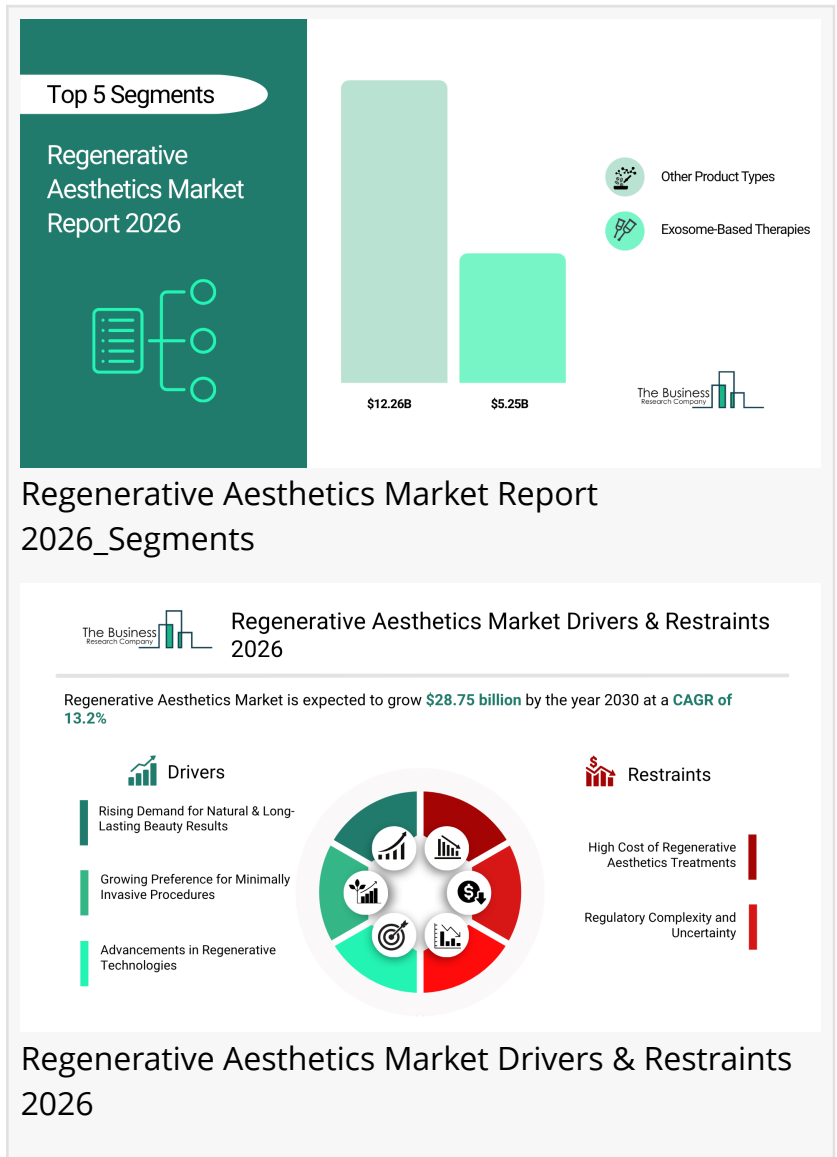 Top 5 Segments
Regenerative
Aesthetics Market
Report 2026
Other Product Types
Exosome-Based Therapies
$12.26B
$5.25B
The Business
Research Company
Regenerative Aesthetics Market Report
2026_Segments
The Business
Research Company
Regenerative Aesthetics Market Drivers & Restraints
2026
Regenerative Aesthetics Market is expected to grow $28.75 billion by the year 2030 at a CAGR of
13.2%
Drivers
Rising Demand for Natural & Long-
Lasting Beauty Results
Growing Preference for Minimally
Invasive Procedures
Advancements in Regenerative
Technologies
Restraints
High Cost of Regenerative
Aesthetics Treatments
Regulatory Complexity and
Uncertainty
Regenerative Aesthetics Market Drivers & Restraints
2026